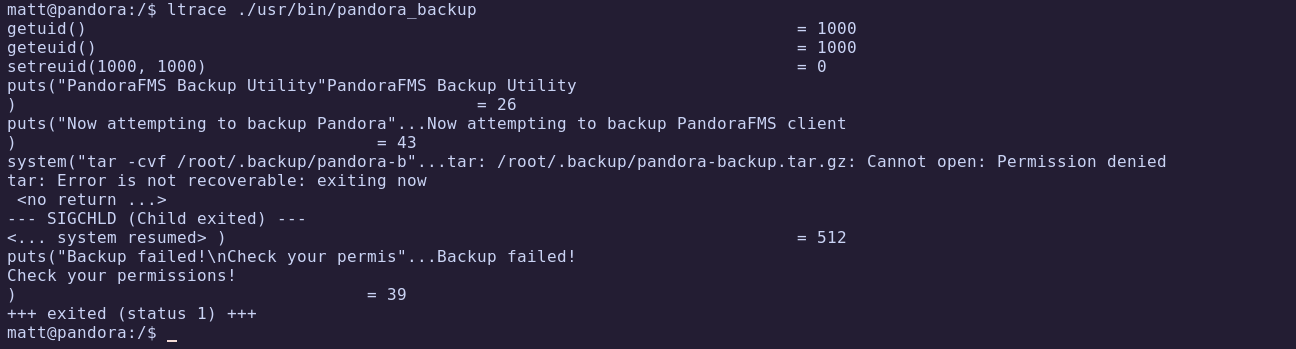 matt@pandora:/$ ltrace ./usr/bin/pandora_backup
getuid() = 1000
geteuid() = 1000
setreuid(1000, 1000) = 0
puts("PandoraFMS Backup Utility"PandoraFMS Backup Utility
) = 26
puts("Now attempting to backup Pandora"...Now attempting to backup PandoraFMS client
) = 43
system("tar -cvf /root/.backup/pandora-b"...tar: /root/.backup/pandora-backup.tar.gz: Cannot open: Permission denied
tar: Error is not recoverable: exiting now
 <no return ...>
--- SIGCHLD (Child exited) ---
<... system resumed> ) = 512
puts("Backup failed!\nCheck your permis"...Backup failed!
Check your permissions!
) = 39
+++ exited (status 1) +++
matt@pandora:/$ _